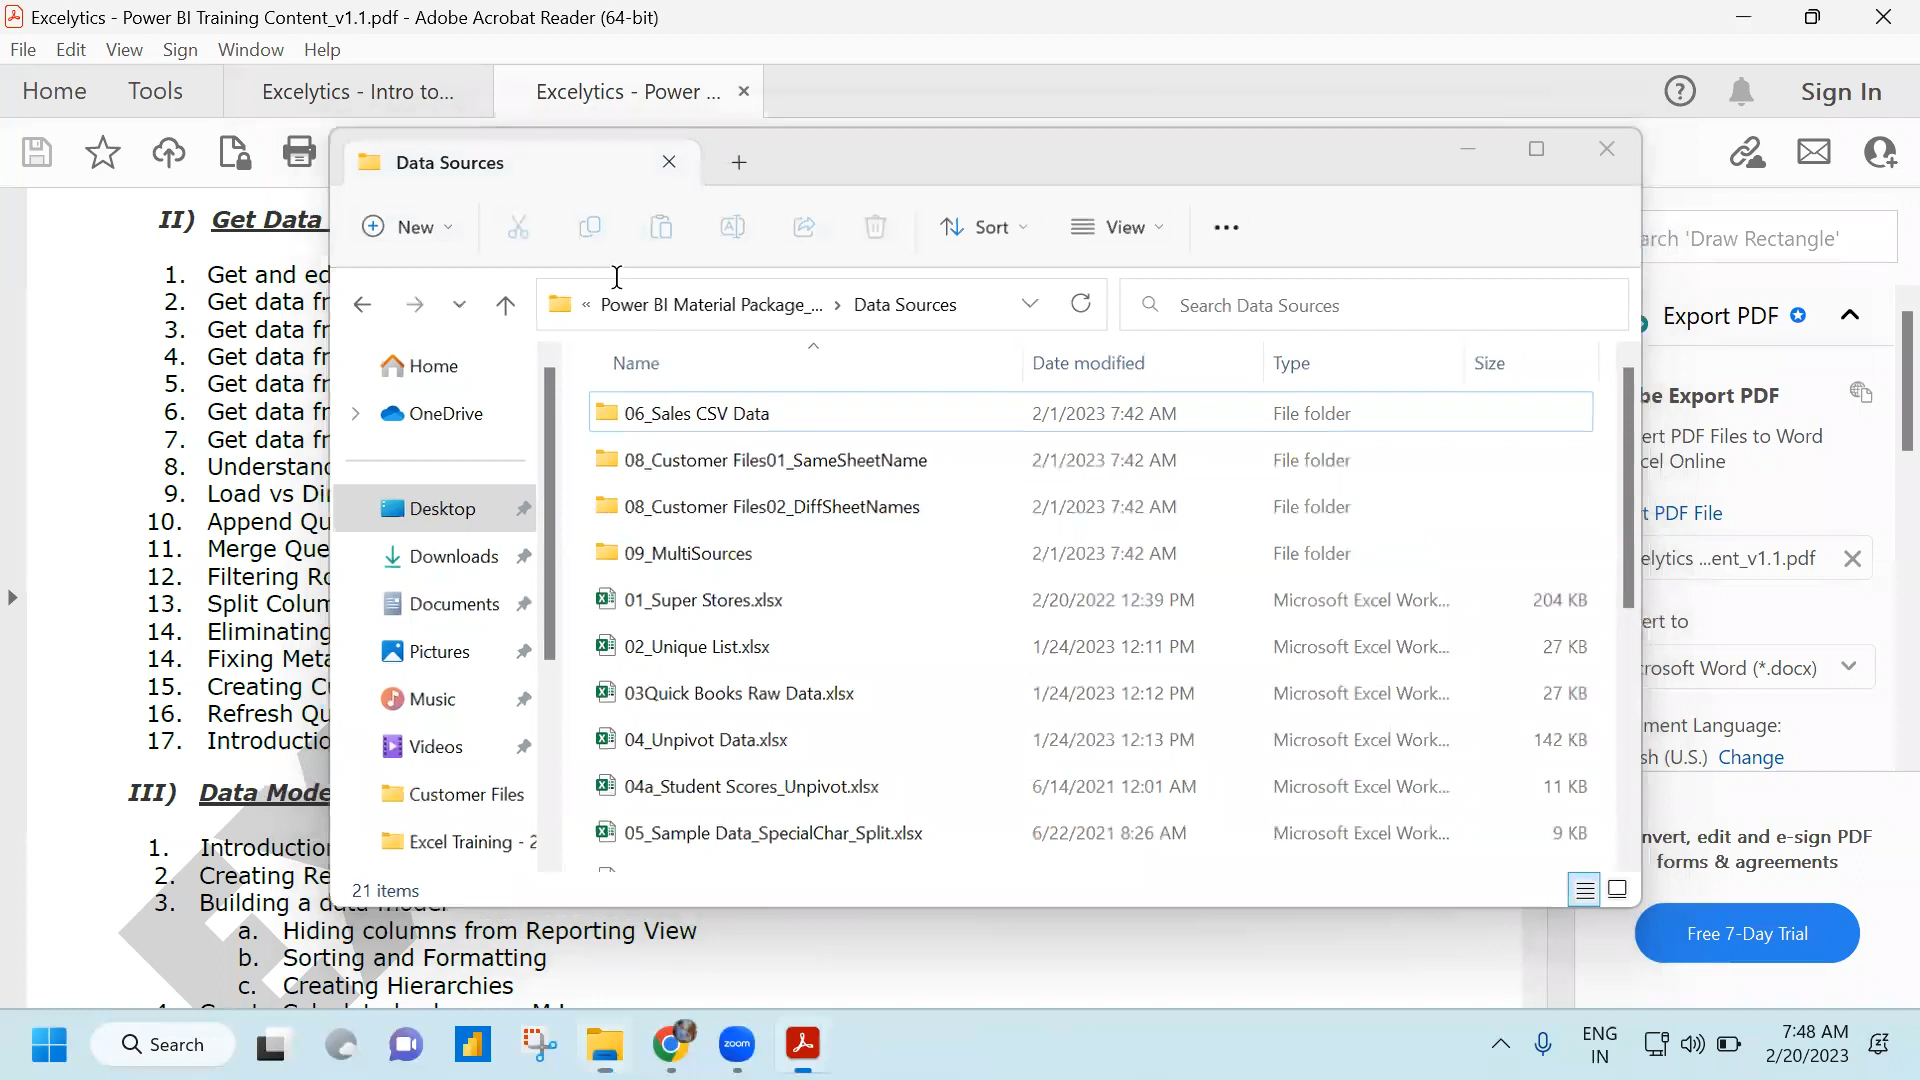 Excelytics - Power BI Training Content_v1.1.pdf - Adobe Acrobat Reader (64-bit)
File Edit View Sign Window Help
Home Tools Excelytics - Intro to... Excelytics - Power ... Sign In
Data Sources
New Sort View
Power BI Material Package_... Data Sources
Search Data Sources
Name Date modified Type Size
Home
OneDrive
Desktop
Downloads
Documents
Pictures
Music
Videos
Customer Files
Excel Training - 2
06_Sales CSV Data 2/1/2023 7:42 AM File folder
08_Customer Files01_SameSheetName 2/1/2023 7:42 AM File folder
08_Customer Files02_DiffSheetNames 2/1/2023 7:42 AM File folder
09_MultiSources 2/1/2023 7:42 AM File folder
01_Super Stores.xlsx 2/20/2022 12:39 PM Microsoft Excel Work... 204 KB
02_Unique List.xlsx 1/24/2023 12:11 PM Microsoft Excel Work... 27 KB
03Quick Books Raw Data.xlsx 1/24/2023 12:12 PM Microsoft Excel Work... 27 KB
04_Unpivot Data.xlsx 1/24/2023 12:13 PM Microsoft Excel Work... 142 KB
04a_Student Scores_Unpivot.xlsx 6/14/2021 12:01 AM Microsoft Excel Work... 11 KB
05_Sample Data_SpecialChar_Split.xlsx 6/22/2021 8:26 AM Microsoft Excel Work... 9 KB
21 items
II) Get Data
1. Get and ed
2. Get data fr
3. Get data fr
4. Get data fr
5. Get data fr
6. Get data fr
7. Get data fr
8. Understand
9. Load vs Di
10. Append Qu
11. Merge Que
12. Filtering Ro
13. Split Colum
14. Eliminating
14. Fixing Meta
15. Creating C
16. Refresh Qu
17. Introductio
III) Data Mode
1. Introduction
2. Creating Re
3. Building a data model
a. Hiding columns from Reporting View
b. Sorting and Formatting
c. Creating Hierarchies
arch 'Draw Rectangle'
Export PDF
be Export PDF
ert PDF Files to Word
cel Online
t PDF File
elytics ...ent_v1.1.pdf
ert to
rosoft Word (*.docx)
ment Language:
sh (U.S.) Change
nvert, edit and e-sign PDF
forms & agreements
Free 7-Day Trial
Search
zoom
ENG
IN
7:48 AM
2/20/2023